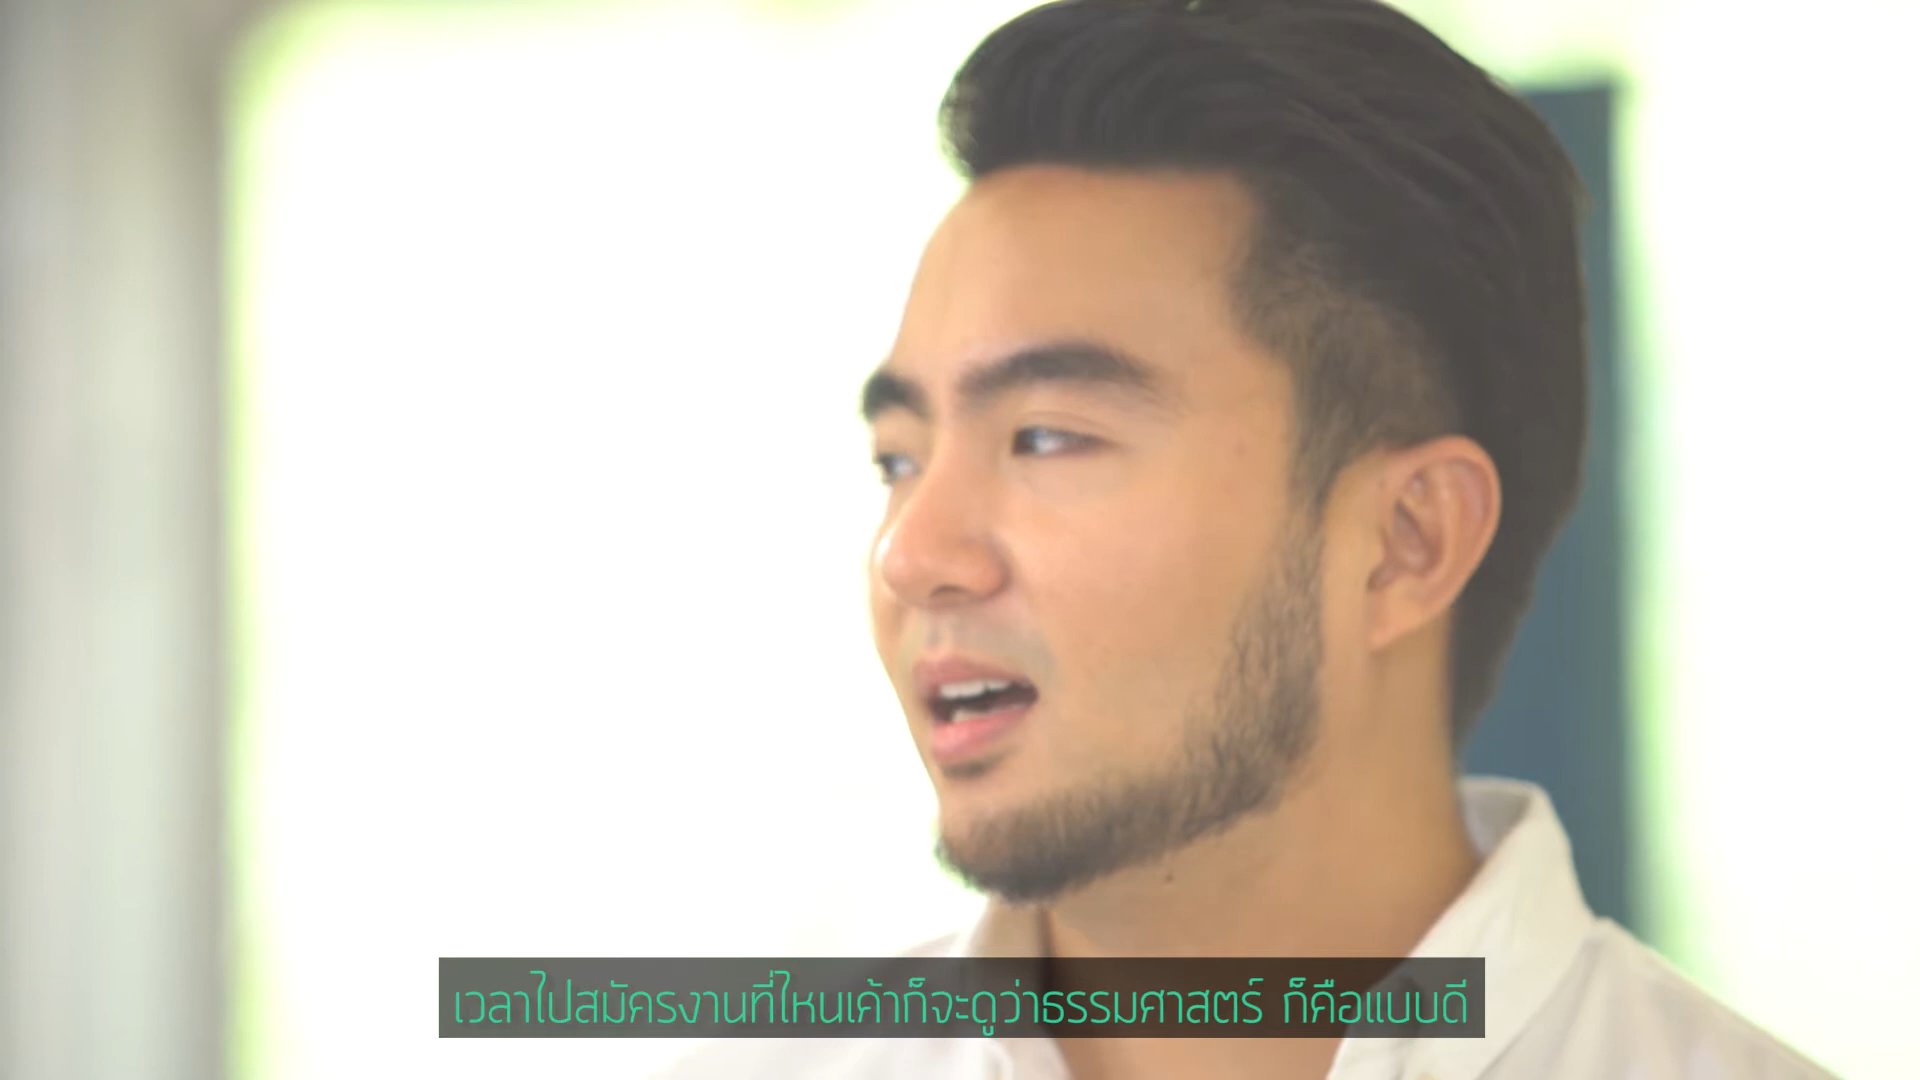 เวลาไปสมัครงานที่ไหนเค้าก็จะดูว่าธรรมศาสตร์ ก็คือแบบดี